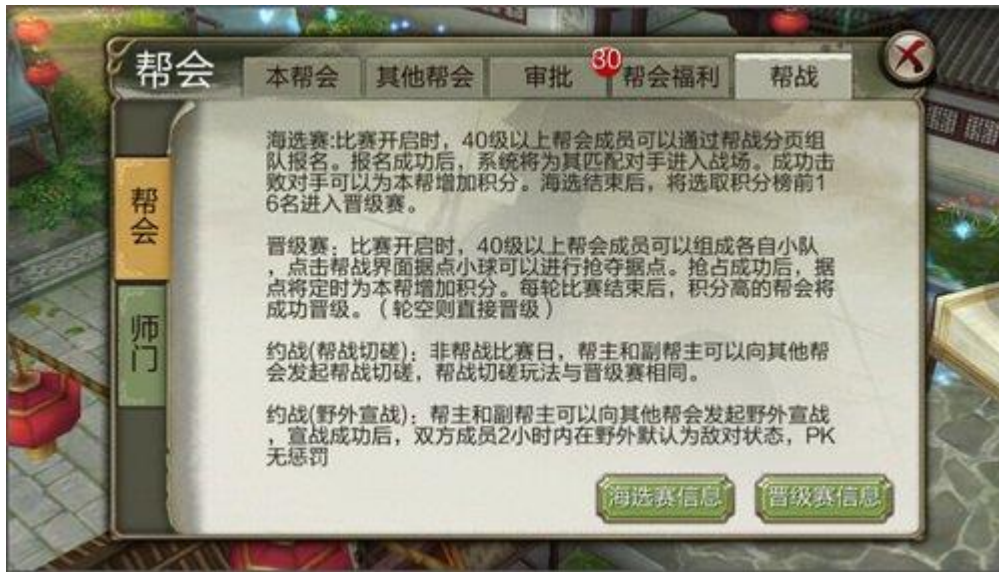 帮会
本帮会
其他帮会
审批
30
帮会福利
帮战
帮会
师门
海选赛:比赛开启时，40级以上帮会成员可以通过帮战分页组
队报名。报名成功后，系统将为其匹配对手进入战场。成功击
败对手可以为本帮增加积分。海选结束后，将选取积分榜前1
6名进入晋级赛。
晋级赛：比赛开启时，40级以上帮会成员可以组成各自小队
，点击帮战界面据点小球可以进行抢夺据点。抢占成功后，据
点将定时为本帮增加积分。每轮比赛结束后，积分高的帮会将
成功晋级。（轮空则直接晋级）
约战(帮战切磋)：非帮战比赛日，帮主和副帮主可以向其他帮
会发起帮战切磋，帮战切磋玩法与晋级赛相同。
约战(野外宣战)：帮主和副帮主可以向其他帮会发起野外宣战
，宣战成功后，双方成员2小时内在野外默认为敌对状态，PK
无惩罚
海选赛信息
晋级赛信息